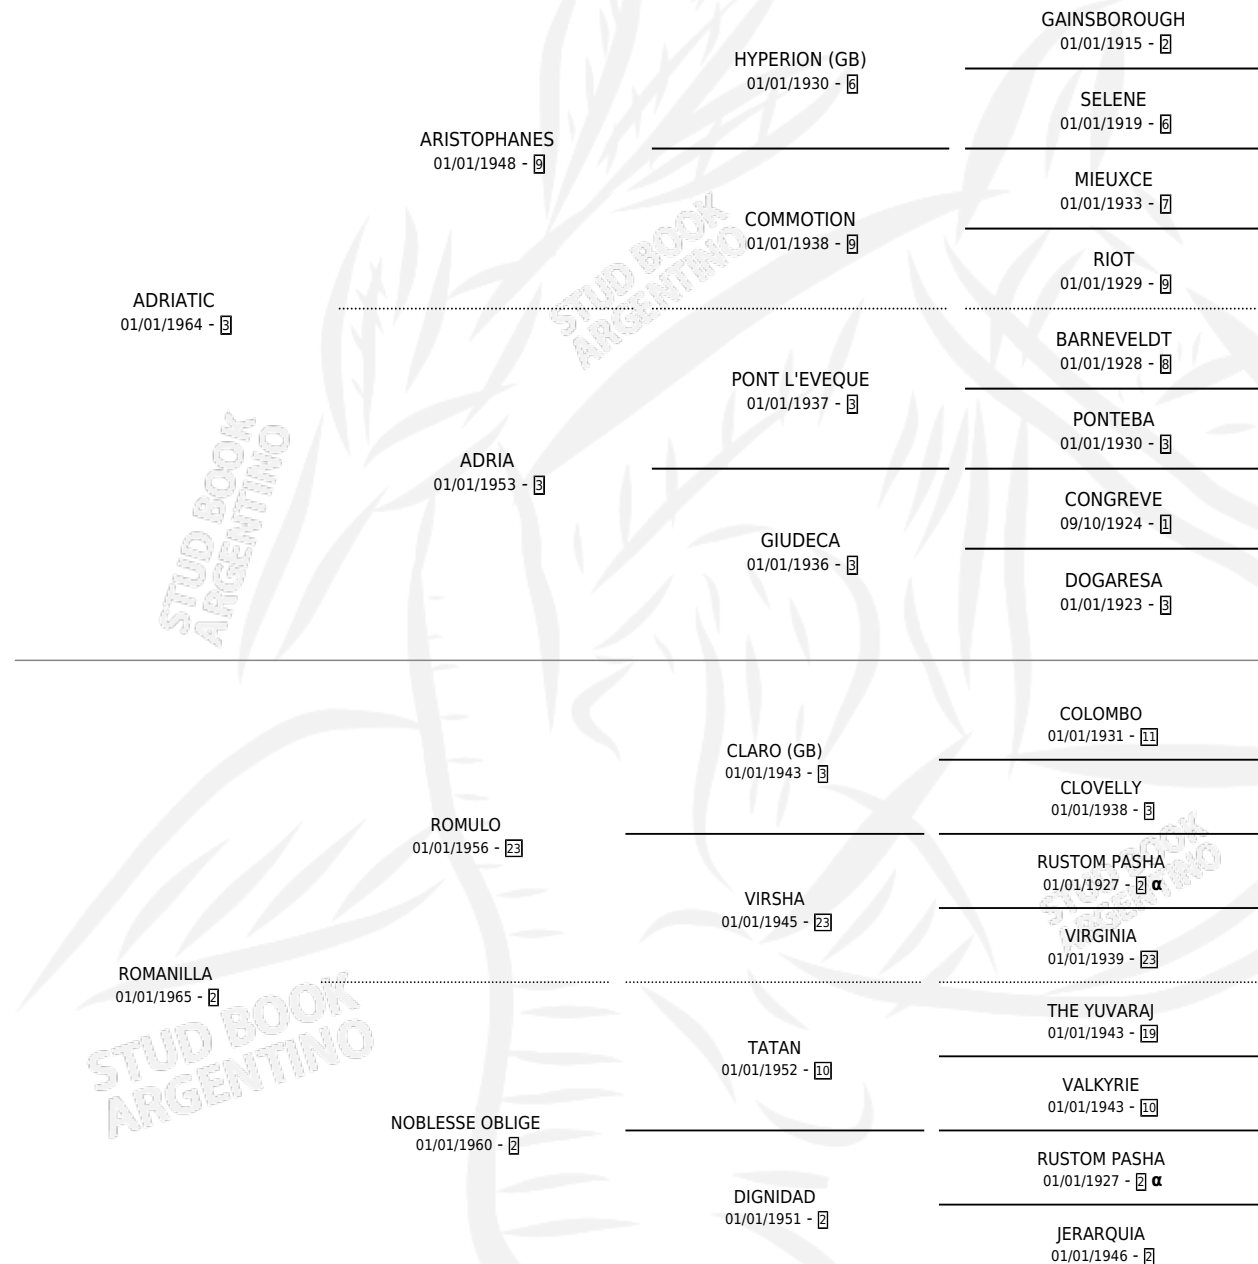 GAINSBOROUGH
01/01/1915 - 2
HYPERION (GB)
01/01/1930 - 6
SELENE
01/01/1919 - 6
ARISTOPHANES
01/01/1948 - 9
MIEUXCE
01/01/1933 - 7
COMMOTION
01/01/1938 - 9
RIOT
01/01/1929 - 9
ADRIATIC
01/01/1964 - 3
BARNEVELDT
01/01/1928 - 8
PONT L'EVEQUE
01/01/1937 - 3
PONTEBA
01/01/1930 - 3
ADRIA
01/01/1953 - 3
CONGREVE
09/10/1924 - 1
GIUDECA
01/01/1936 - 3
DOGARESA
01/01/1923 - 3
COLOMBO
01/01/1931 - 11
CLARO (GB)
01/01/1943 - 3
CLOVELLY
01/01/1938 - 3
ROMULO
01/01/1956 - 23
RUSTOM PASHA
01/01/1927 - 2 α
VIRSHA
01/01/1945 - 23
VIRGINIA
01/01/1939 - 23
ROMANILLA
01/01/1965 - 2
THE YUVARAJ
01/01/1943 - 19
TATAN
01/01/1952 - 10
VALKYRIE
01/01/1943 - 10
NOBLESSE OBLIGE
01/01/1960 - 2
RUSTOM PASHA
01/01/1927 - 2 α
DIGNIDAD
01/01/1951 - 2
JERARQUIA
01/01/1946 - 2
STUD BOOK
ARGENTINO
STUD BOOK
ARGENTINO
STUD BOOK
ARGENTINO
STUD BOOK
ARGENTINO